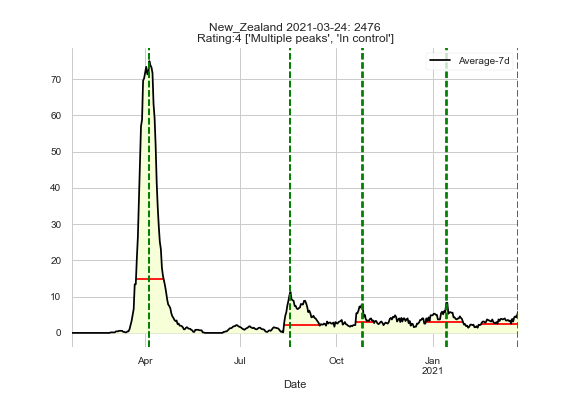 New_Zealand 2021-03-24: 2476
Rating:4 ['Multiple peaks', 'In control']
Average-7d
70
60
50
40
30
20
10
0
Apr
Jul
Oct
Jan
2021
Date